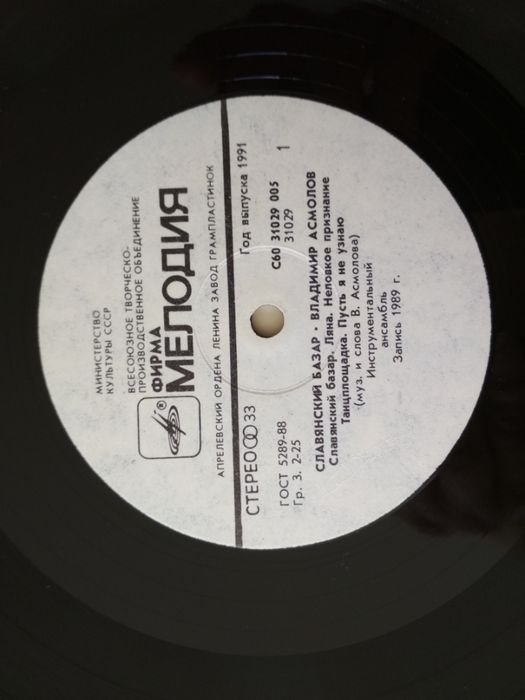 МИНИСТЕРСТВО
КУЛЬТУРЫ СССР
ВСЕСОЮЗНОЕ ТВОРЧЕСКО-
ПРОИЗВОДСТВЕННОЕ ОБЪЕДИНЕНИЕ
®
ФИРМА
МЕЛОДИЯ
АПРЕЛЕВСКИЙ ОРДЕНА ЛЕНИНА ЗАВОД ГРАМПЛАСТИНОК
СТЕРЕО 33
Год выпуска 1991
ГОСТ 5289-88
Гр. 3. 2-25
С60 31029 005
31029
1
СЛАВЯНСКИЙ БАЗАР · ВЛАДИМИР АСМОЛОВ
Славянский базар. Ляна. Неловкое признание
Танцплощадка. Пусть я не узнаю
(муз. и слова В. Асмолова)
Инструментальный
ансамбль
Запись 1989 г.